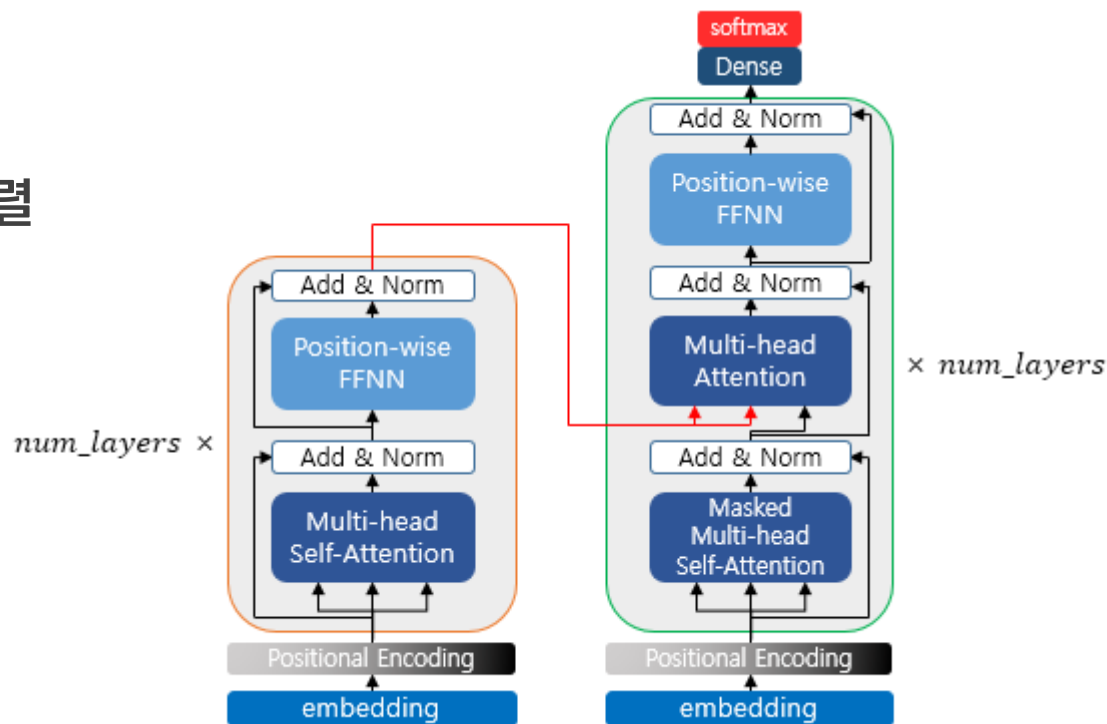 렬
num_layers ×
Add & Norm
Position-wise
FFNN
Add & Norm
Multi-head
Self-Attention
Positional Encoding
embedding
softmax
Dense
Add & Norm
Position-wise
FFNN
Add & Norm
Multi-head
Attention
Add & Norm
Masked
Multi-head
Self-Attention
Positional Encoding
embedding
× num_layers